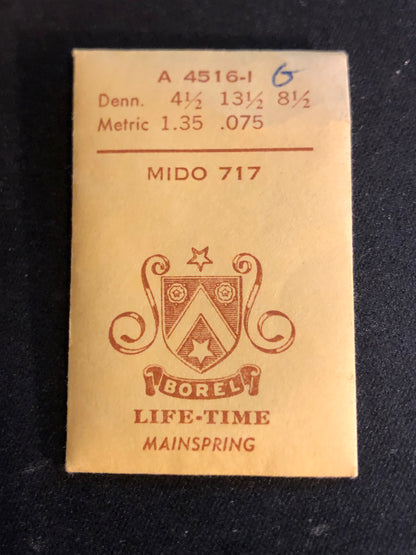 A 4516-I G
Denn. 4½ 13½ 8½
Metric 1.35 .075
MIDO 717
BOREL
LIFE-TIME
MAINSPRING